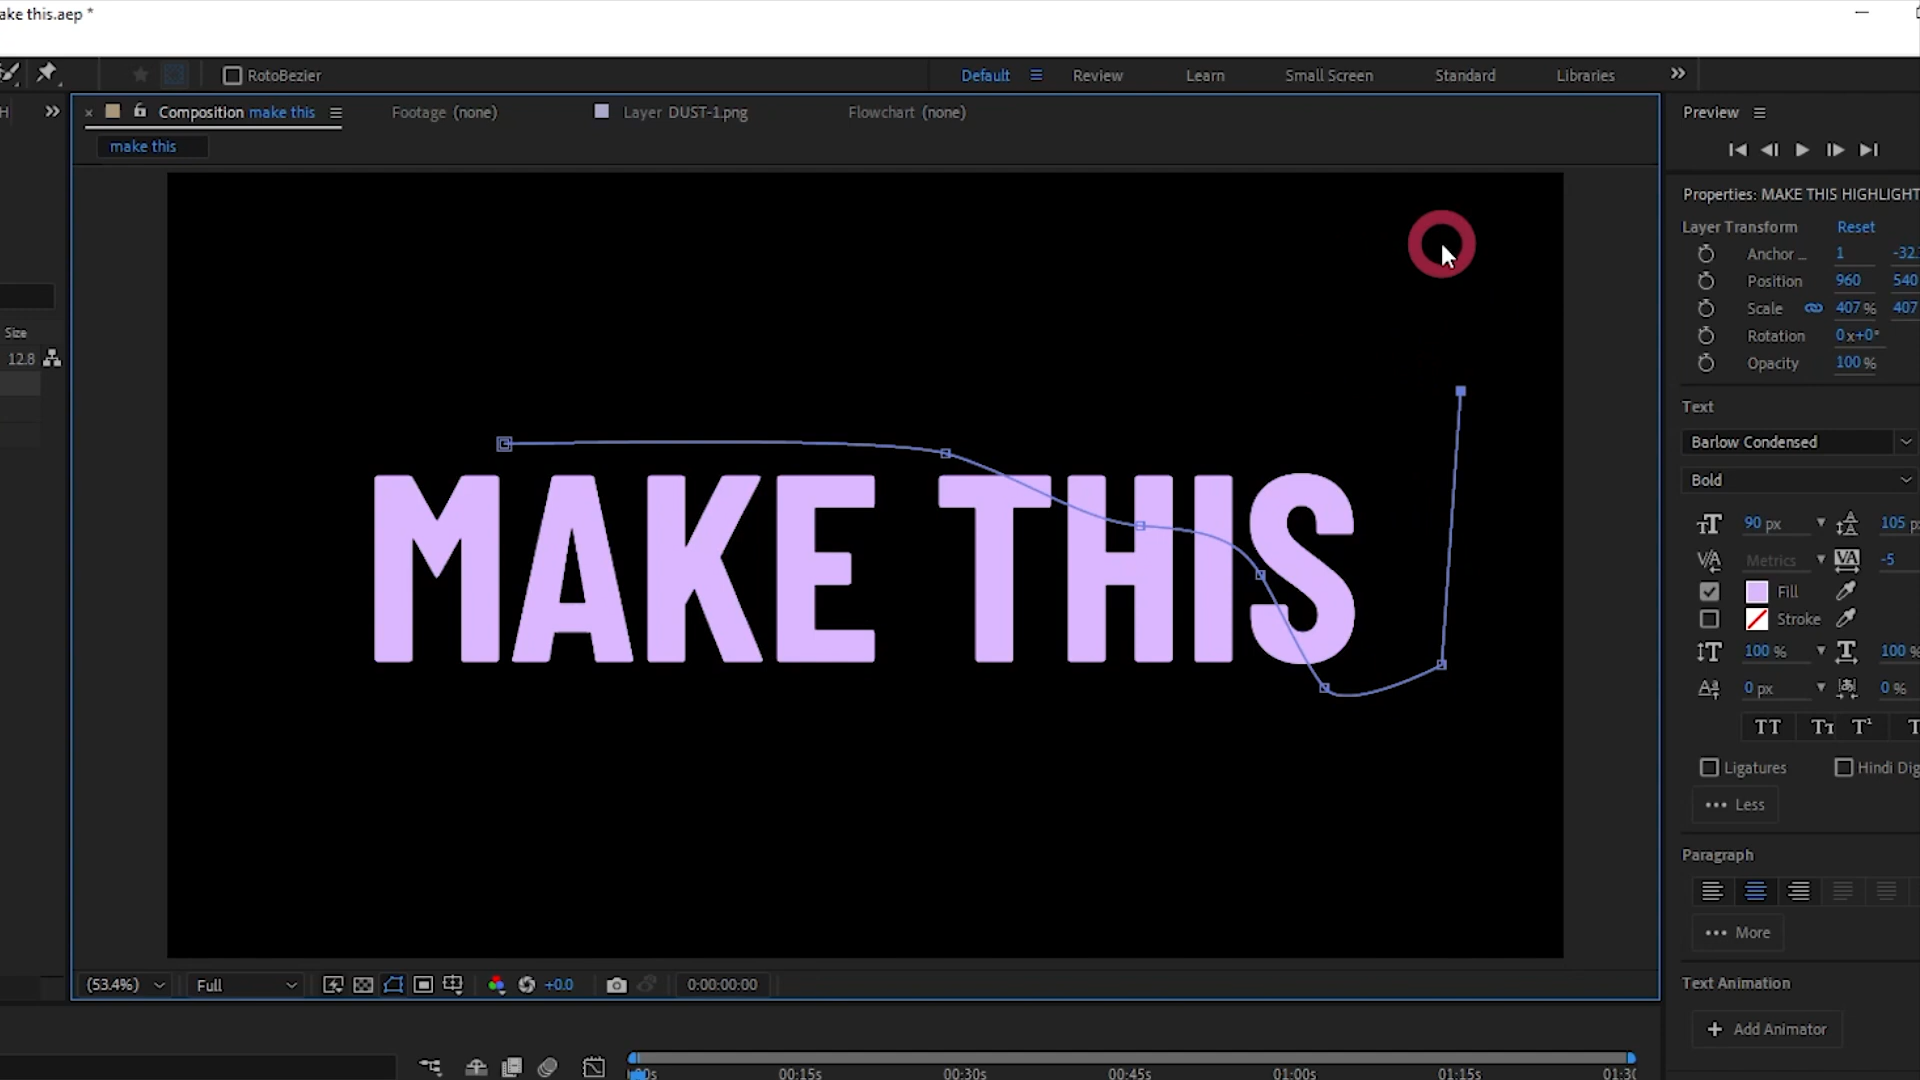 ake this.aep *
RotoBezier
Default
Review
Learn
Small Screen
Standard
Libraries
Composition make this
Footage (none)
Layer DUST-1.png
Flowchart (none)
make this
Size
12.8
MAKE THIS
(53.4%)
Full
+0.0
0:00:00:00
00:15s
00:30s
00:45s
01:00s
01:15s
Preview
Properties: MAKE THIS HIGHLIGHT
Layer Transform Reset
Anchor ... 1 -32.
Position 960 540
Scale 407 % 407
Rotation 0x+0°
Opacity 100 %
Text
Barlow Condensed
Bold
90 px 105 p
Metrics -5
Fill
Stroke
100 % 100 %
0 px 0 %
TT Tт T¹
Ligatures Hindi Dig
... Less
Paragraph
... More
Text Animation
+ Add Animator